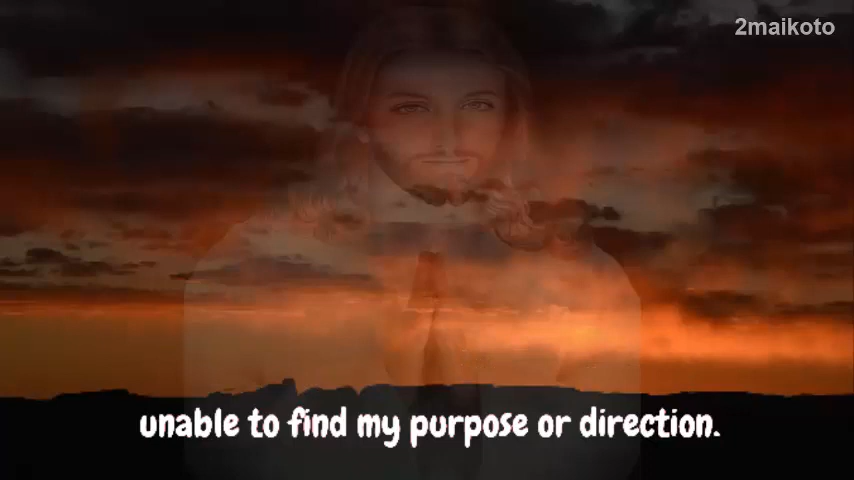 2maikoto
unable to find my purpose or direction.